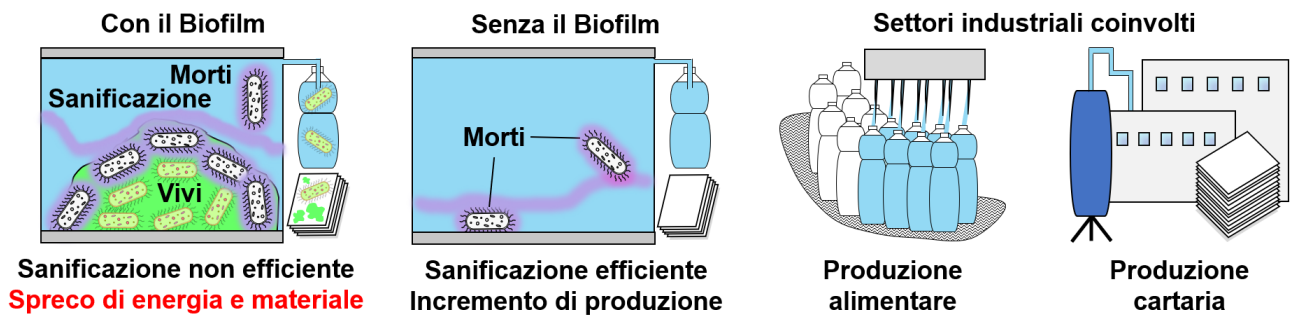 Con il Biofilm
Morti
Sanificazione
Vivi
Sanificazione non efficiente
Spreco di energia e materiale
Senza il Biofilm
Morti
Sanificazione efficiente
Incremento di produzione
Settori industriali coinvolti
Produzione
alimentare
Produzione
cartaria